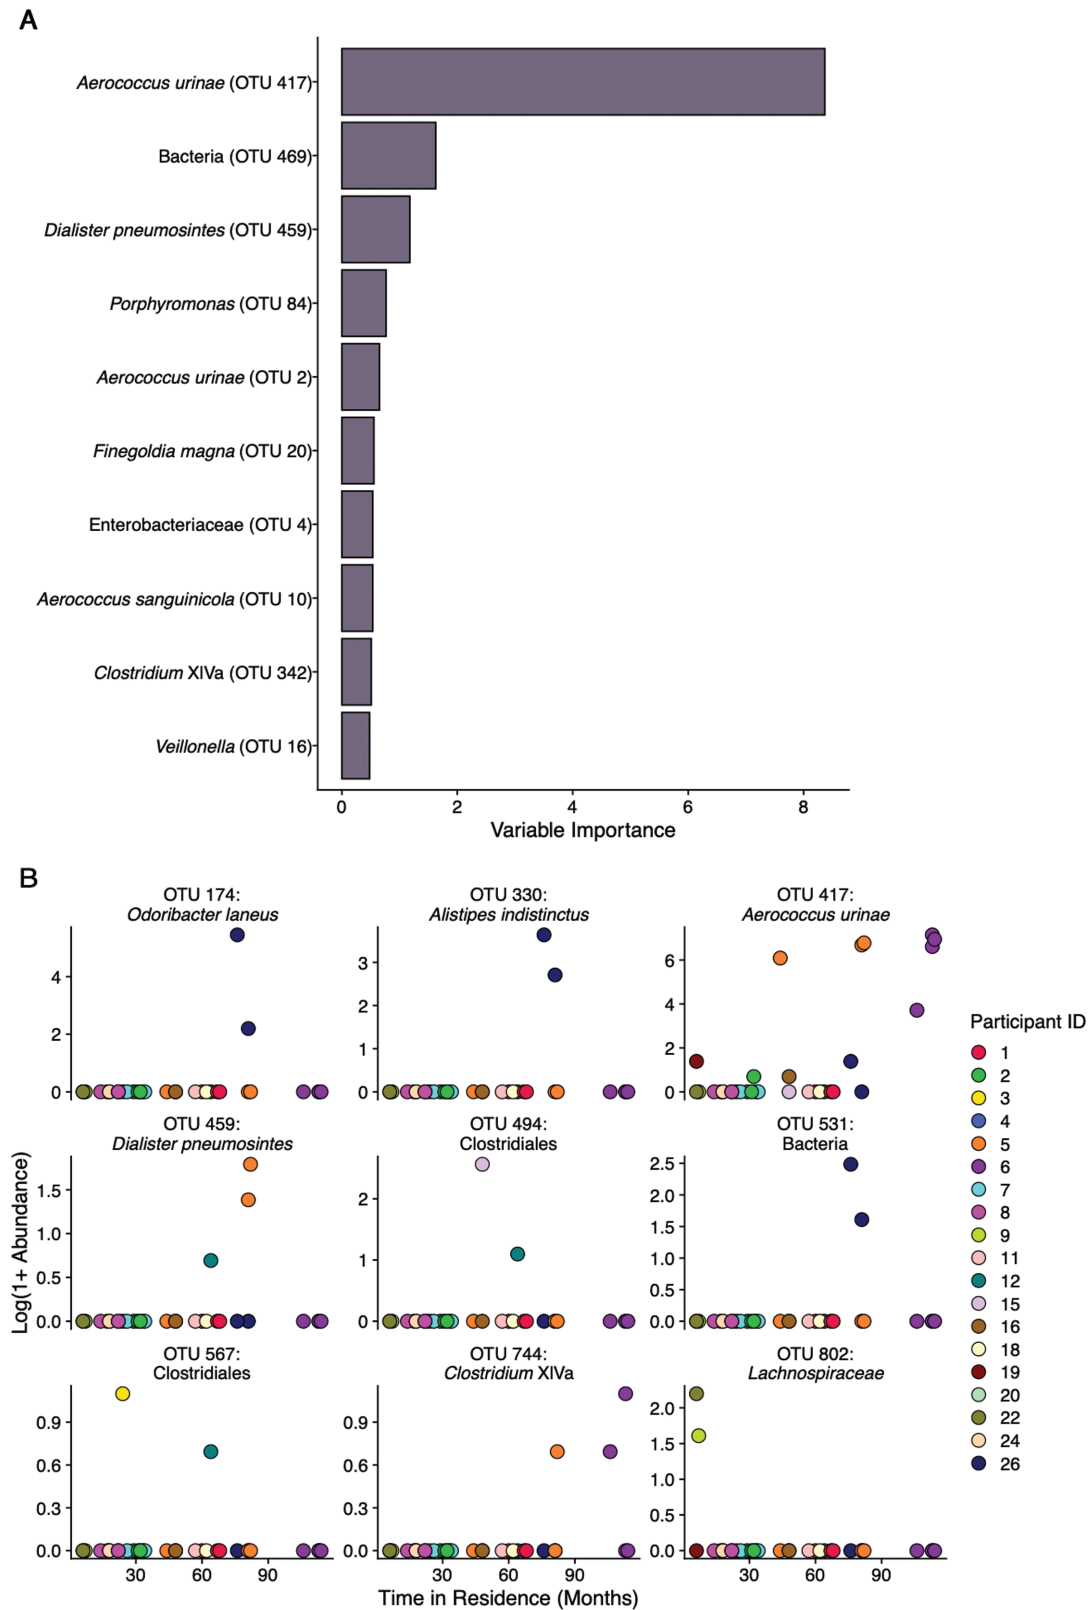 A
Aerococcus urinae (OTU 417)
Bacteria (OTU 469)
Dialister pneumosintes (OTU 459)
Porphyromonas (OTU 84)
Aerococcus urinae (OTU 2)
Finegoldia magna (OTU 20)
Enterobacteriaceae (OTU 4)
Aerococcus sanguinicola (OTU 10)
Clostridium XIVa (OTU 342)
Veillonella (OTU 16)
0 2 4 6 8
Variable Importance
B
OTU 174:
Odoribacter laneus
4
2
0
OTU 330:
Alistipes indistinctus
3
2
1
0
OTU 417:
Aerococcus urinae
6
4
2
0
OTU 459:
Dialister pneumosintes
1.5
1.0
0.5
0.0
OTU 494:
Clostridiales
2
1
0
OTU 531:
Bacteria
2.5
2.0
1.5
1.0
0.5
0.0
OTU 567:
Clostridiales
0.9
0.6
0.3
0.0
30 60 90
OTU 744:
Clostridium XIVa
0.9
0.6
0.3
0.0
30 60 90
OTU 802:
Lachnospiraceae
2.0
1.5
1.0
0.5
0.0
30 60 90
Log(1+ Abundance)
Time in Residence (Months)
Participant ID
1
2
3
4
5
6
7
8
9
11
12
15
16
18
19
20
22
24
26